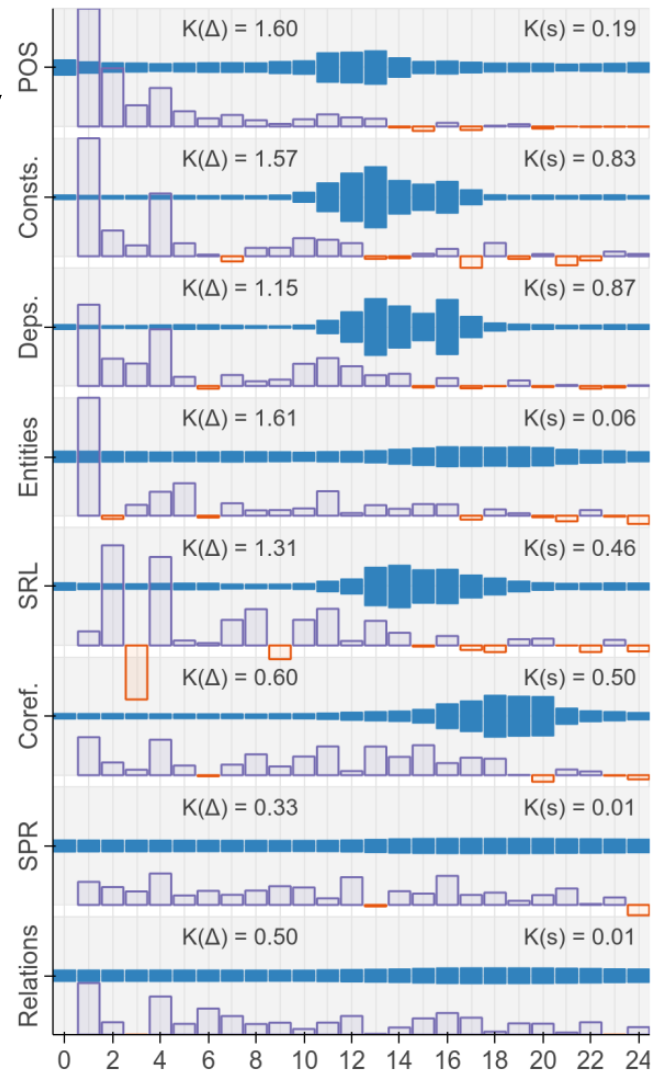 POS
K(Δ) = 1.60
K(s) = 0.19
Consts.
K(Δ) = 1.57
K(s) = 0.83
Deps.
K(Δ) = 1.15
K(s) = 0.87
Entities
K(Δ) = 1.61
K(s) = 0.06
SRL
K(Δ) = 1.31
K(s) = 0.46
Coref.
K(Δ) = 0.60
K(s) = 0.50
SPR
K(Δ) = 0.33
K(s) = 0.01
Relations
K(Δ) = 0.50
K(s) = 0.01
0 2 4 6 8 10 12 14 16 18 20 22 24